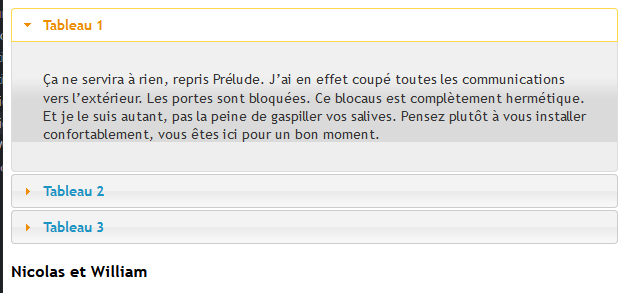 Tableau 1
Ça ne servira à rien, repris Prélude. J’ai en effet coupé toutes les communications
vers l’extérieur. Les portes sont bloquées. Ce blocaus est complètement hermétique.
Et je le suis autant, pas la peine de gaspiller vos salives. Pensez plutôt à vous installer
confortablement, vous êtes ici pour un bon moment.
Tableau 2
Tableau 3
Nicolas et William